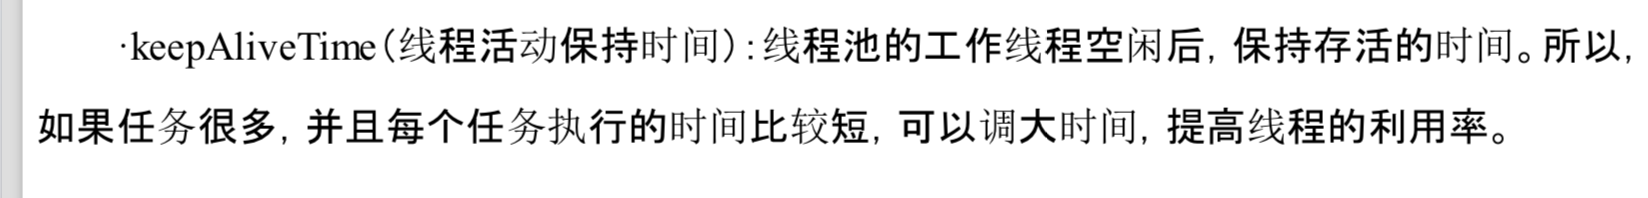 ·keepAliveTime(线程活动保持时间):线程池的工作线程空闲后, 保持存活的时间。所以,
如果任务很多, 并且每个任务执行的时间比较短, 可以调大时间, 提高线程的利用率。